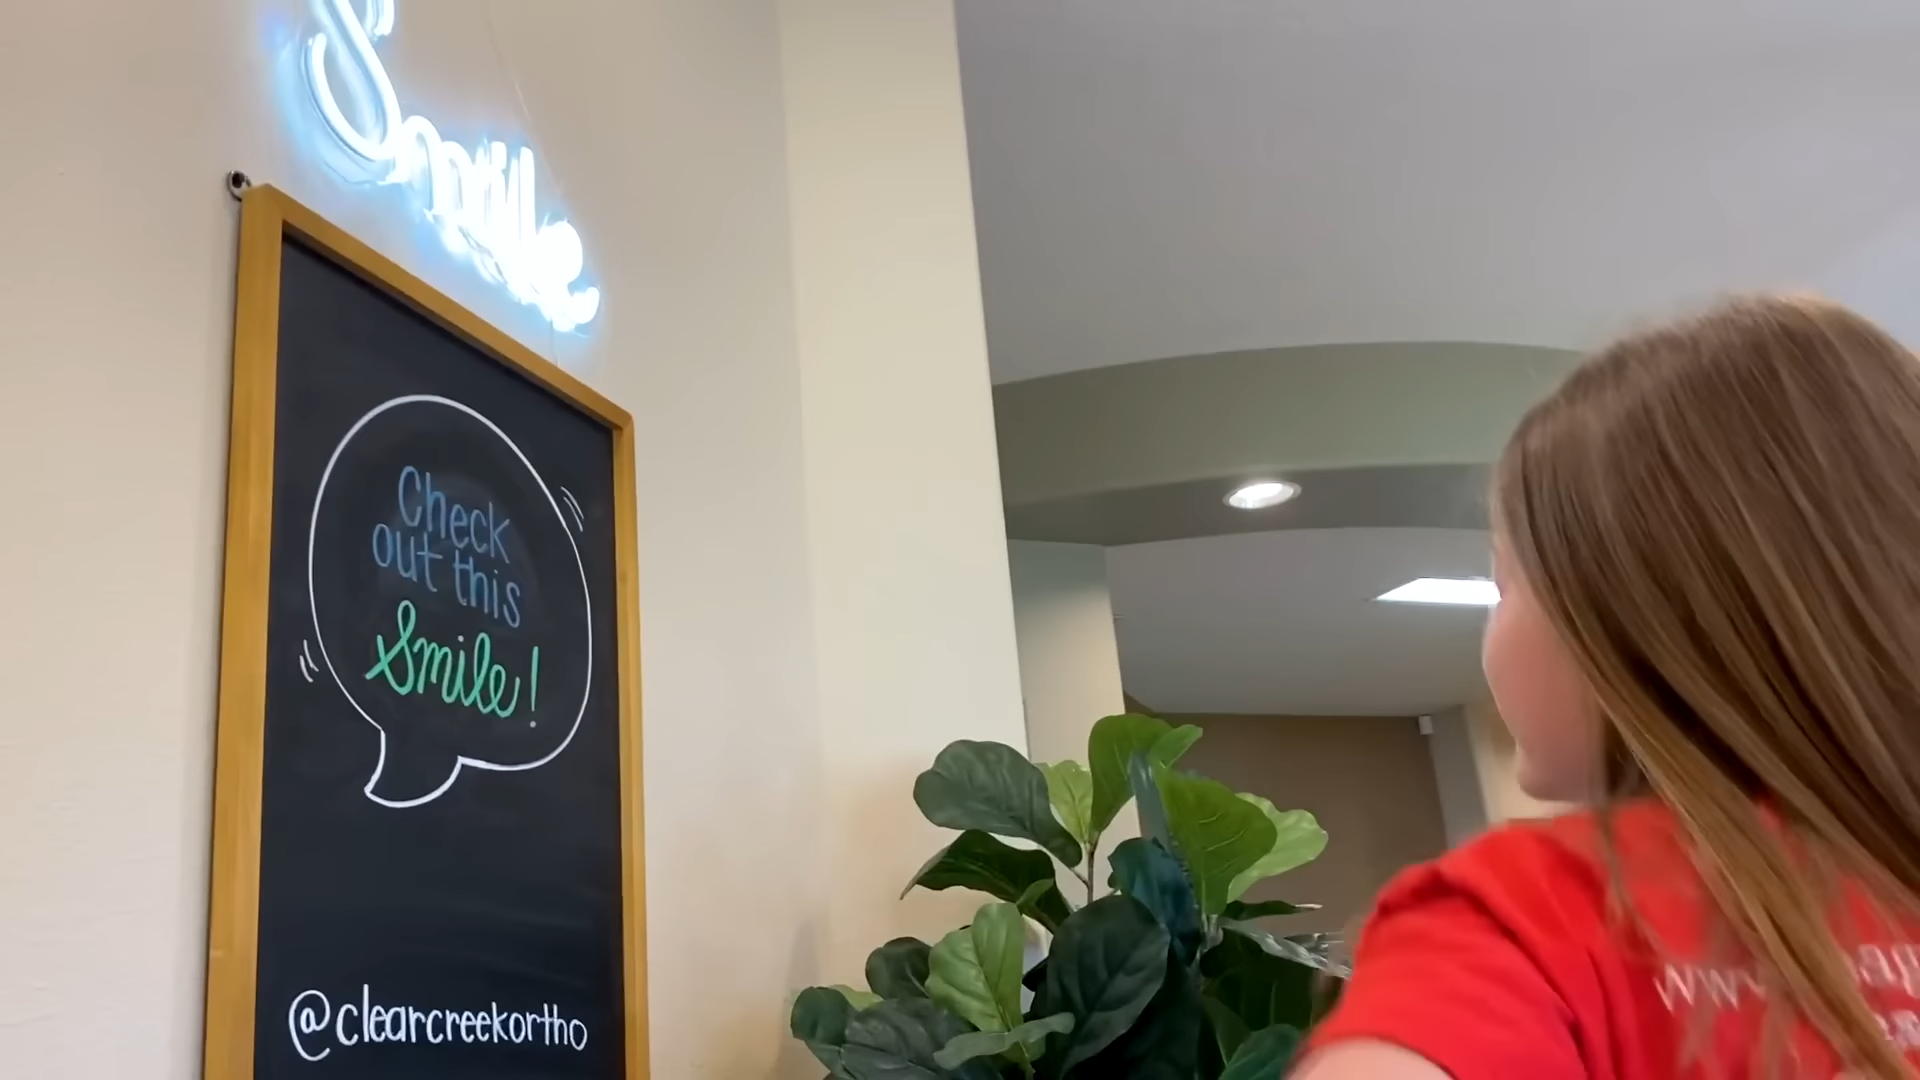 Smile
Check
out this
Smile!
@clearcreekortho